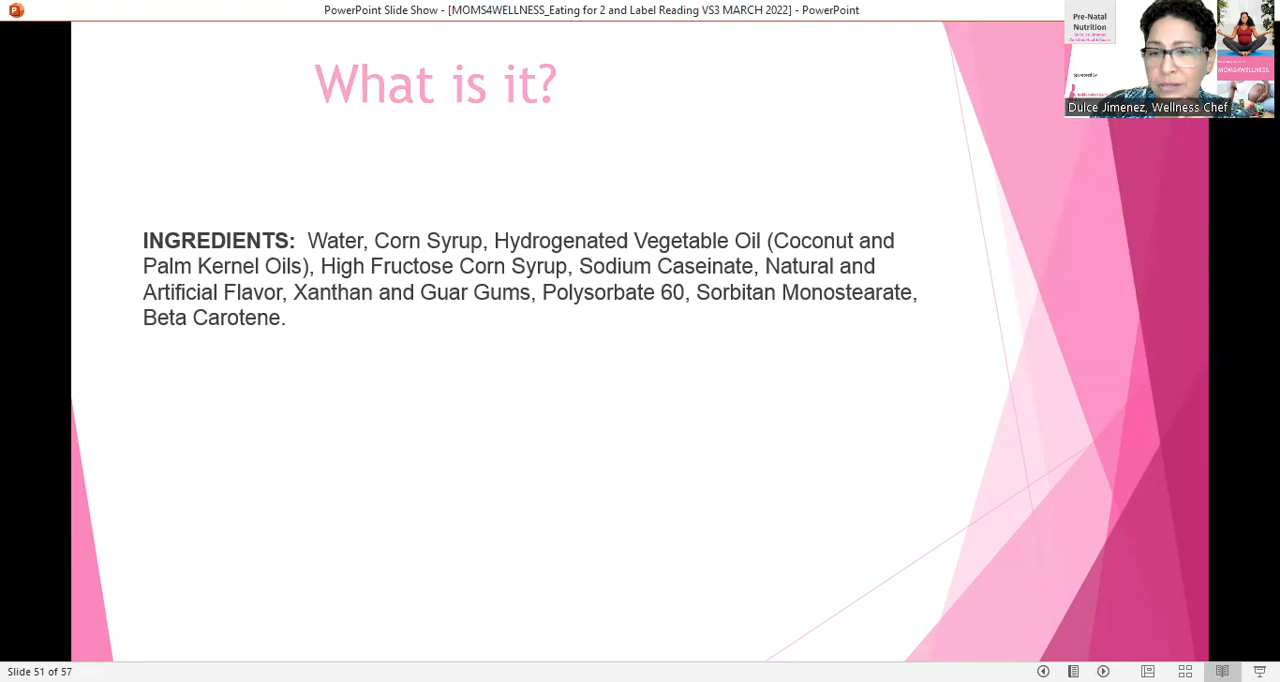 PowerPoint Slide Show - [MOMS4WELLNESS_Eating for 2 and Label Reading VS3 MARCH 2022] - PowerPoint
Pre-Natal
Nutrition
MOMS4WELLNESS
Sponsored by
Dulce Jimenez, Wellness Chef
What is it?
INGREDIENTS: Water, Corn Syrup, Hydrogenated Vegetable Oil (Coconut and
Palm Kernel Oils), High Fructose Corn Syrup, Sodium Caseinate, Natural and
Artificial Flavor, Xanthan and Guar Gums, Polysorbate 60, Sorbitan Monostearate,
Beta Carotene.
Slide 51 of 57